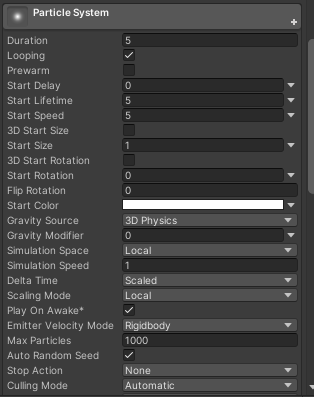 Particle System
Duration 5
Looping
Prewarm
Start Delay 0
Start Lifetime 5
Start Speed 5
3D Start Size
Start Size 1
3D Start Rotation
Start Rotation 0
Flip Rotation 0
Start Color
Gravity Source 3D Physics
Gravity Modifier 0
Simulation Space Local
Simulation Speed 1
Delta Time Scaled
Scaling Mode Local
Play On Awake*
Emitter Velocity Mode Rigidbody
Max Particles 1000
Auto Random Seed
Stop Action None
Culling Mode Automatic